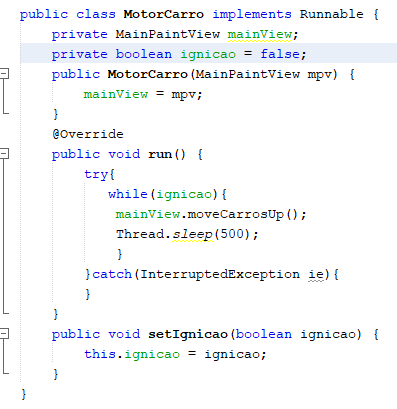 public class MotorCarro implements Runnable {
    private MainPaintView mainView;
    private boolean ignicao = false;
    public MotorCarro(MainPaintView mpv) {
        mainView = mpv;
    }
    @Override
    public void run() {
        try{
           while(ignicao){
            mainView.moveCarrosUp();
            Thread.sleep(500);
            }
        }catch(InterruptedException ie){
        }
    }
    public void setIgnicao(boolean ignicao) {
        this.ignicao = ignicao;
    }
}